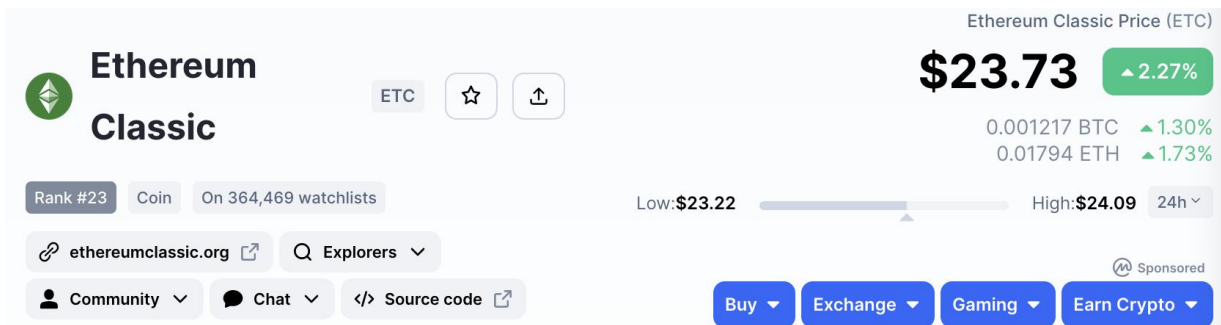 Ethereum Classic Price (ETC)
Ethereum
Classic
ETC
$23.73
2.27%
0.001217 BTC 1.30%
0.01794 ETH 1.73%
Rank #23 Coin On 364,469 watchlists
Low:$23.22 High:$24.09 24h
ethereumclassic.org Explorers
Sponsored
Community Chat </> Source code
Buy Exchange Gaming Earn Crypto